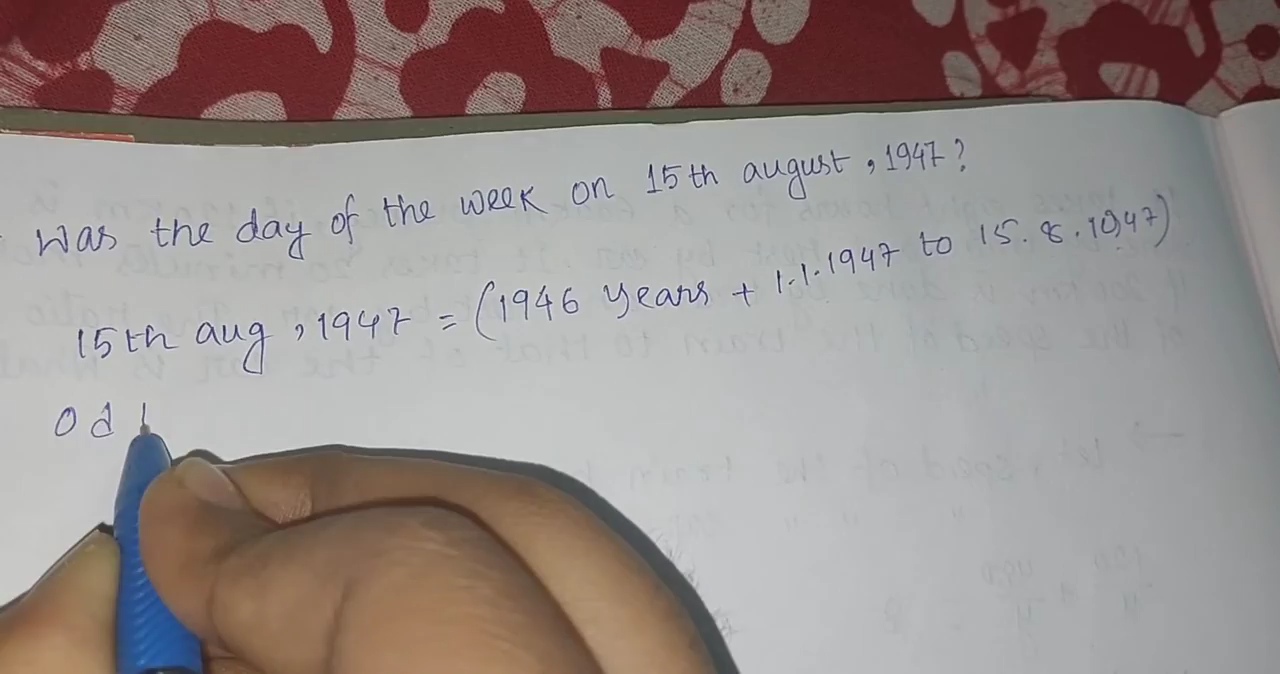 Was the day of the week on 15th august, 1947?
15th aug, 1947 = (1946 years + 1.1.1947 to 15.8.1947)
Od